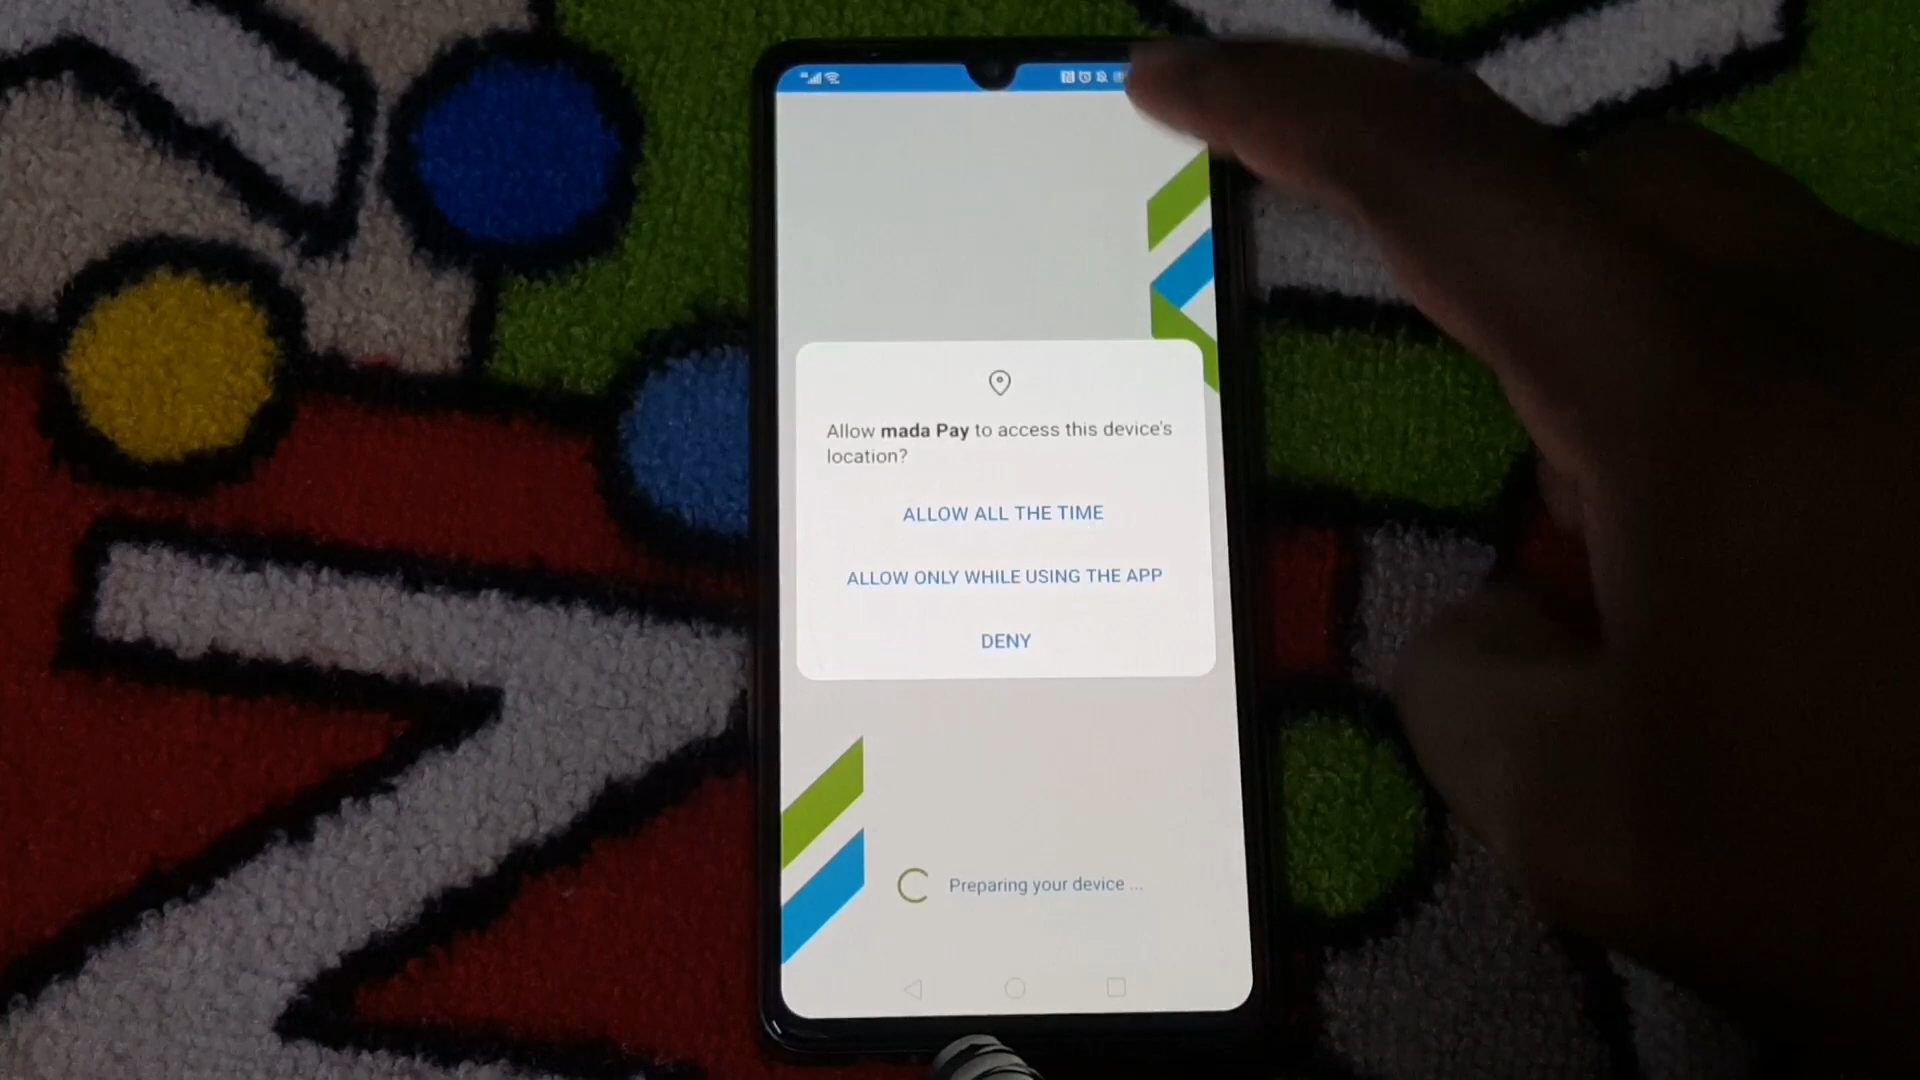 Allow mada Pay to access this device's
location?
ALLOW ALL THE TIME
ALLOW ONLY WHILE USING THE APP
DENY
Preparing your device ...